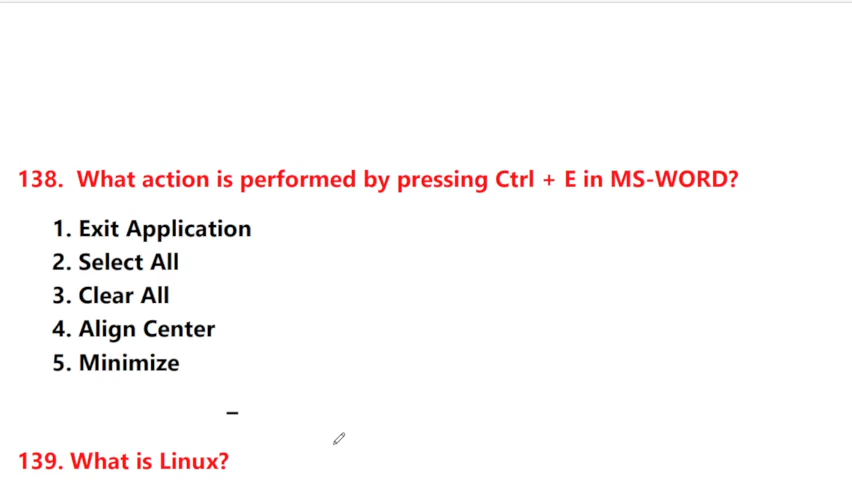 138. What action is performed by pressing Ctrl + E in MS-WORD?
1. Exit Application
2. Select All
3. Clear All
4. Align Center
5. Minimize
–
139. What is Linux?